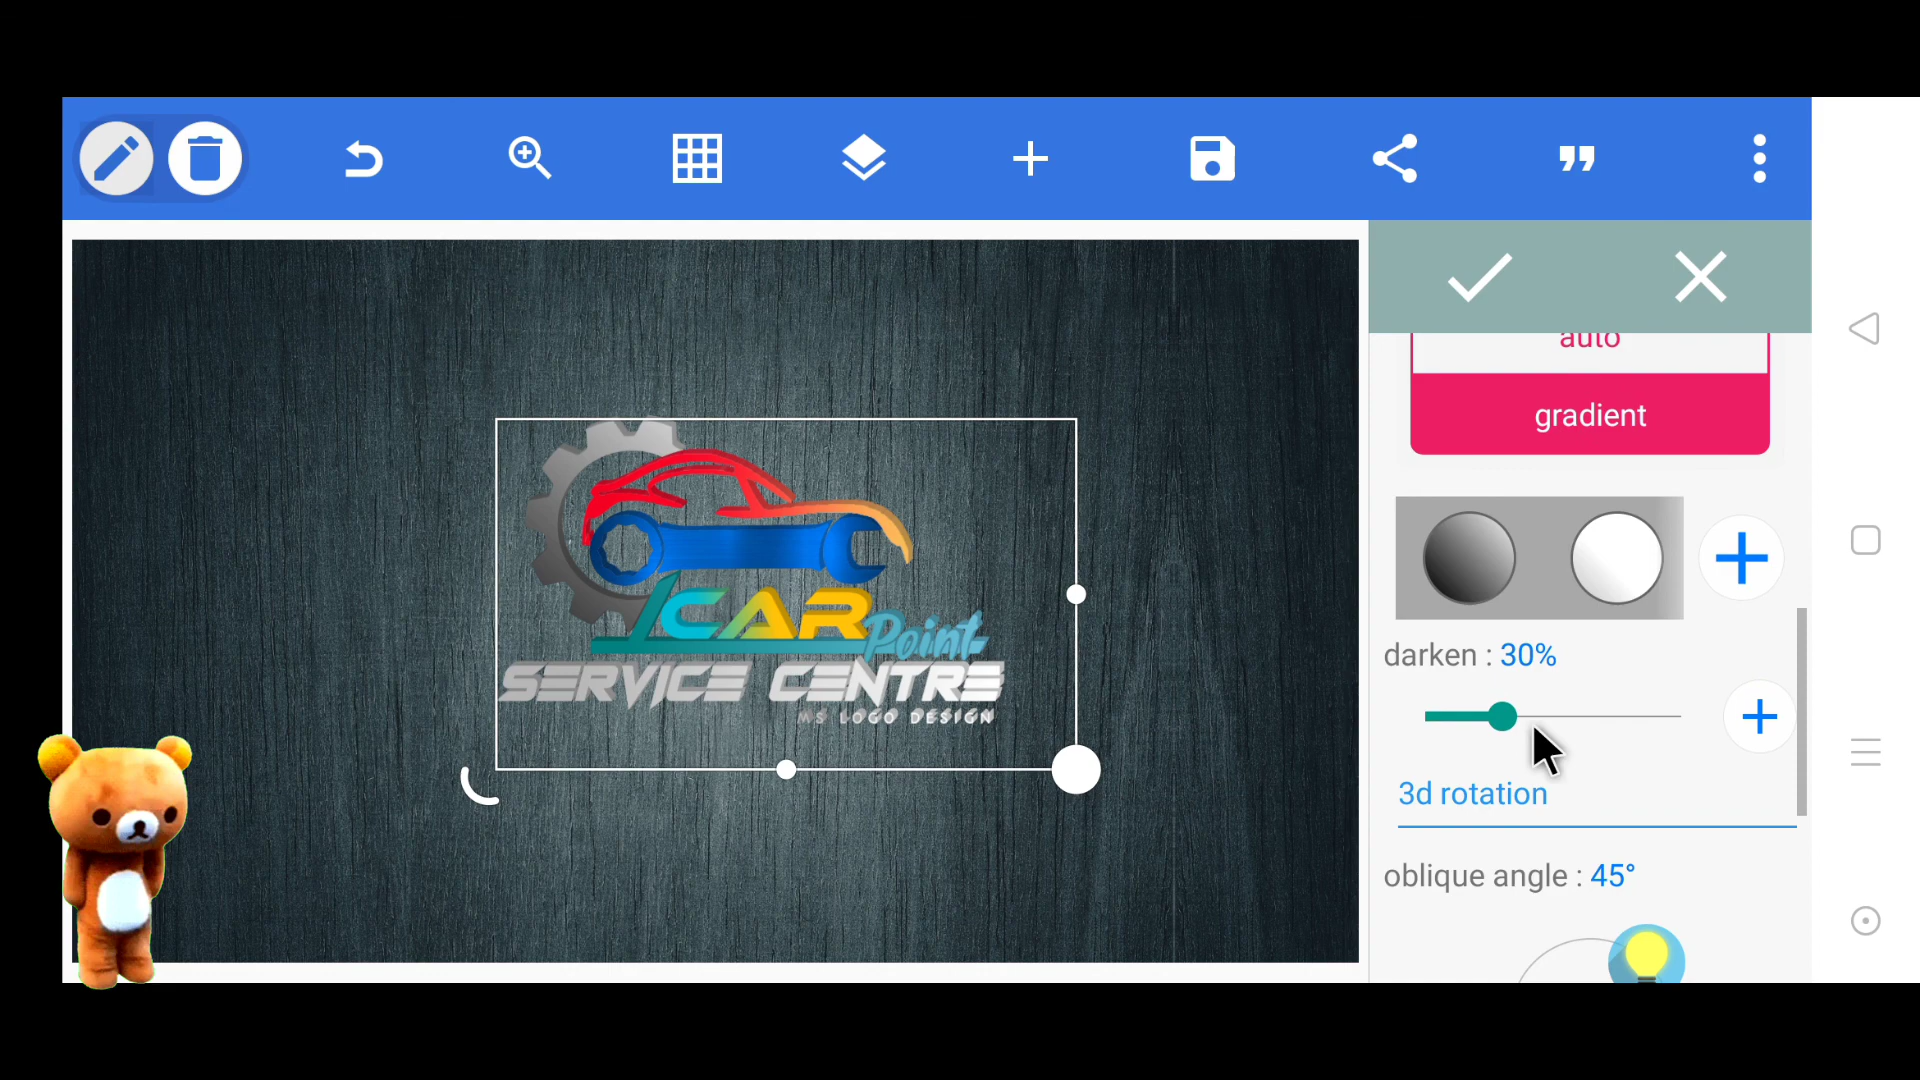 auto
gradient
darken : 30%
3d rotation
oblique angle : 45°
CAR
Point
SERVICE CENTRE
MS LOGO DESIGN